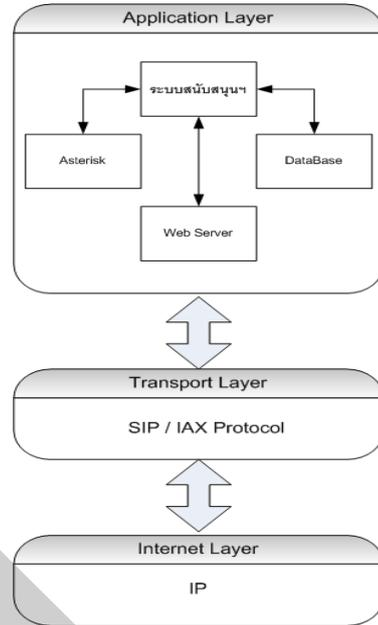 Application Layer
ระบบสนับสนุนฯ
Asterisk
DataBase
Web Server
Transport Layer
SIP / IAX Protocol
Internet Layer
IP